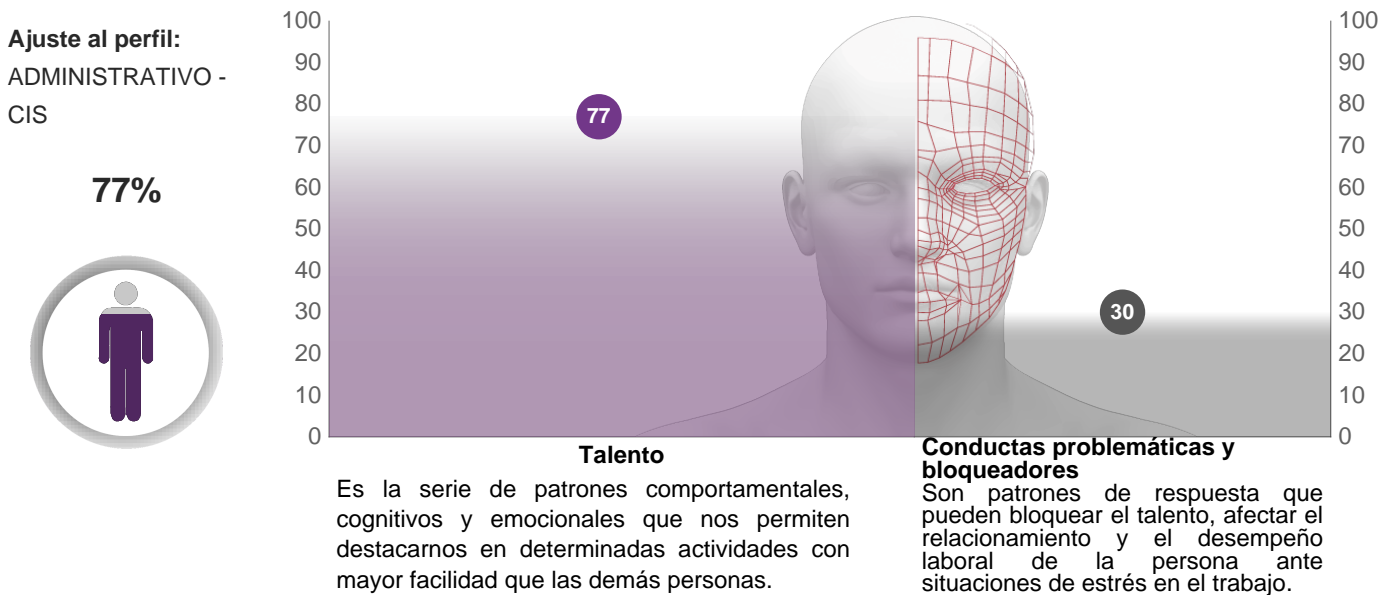 Ajuste al perfil:
ADMINISTRATIVO -
CIS
77%
100
90
80
70
60
50
40
30
20
10
0
77
30
100
90
80
70
60
50
40
30
20
10
0
Talento
Es la serie de patrones comportamentales,
cognitivos y emocionales que nos permiten
destacarnos en determinadas actividades con
mayor facilidad que las demás personas.
Conductas problemáticas y
bloqueadores
Son patrones de respuesta que
pueden bloquear el talento, afectar el
relacionamiento y el desempeño
laboral de la persona ante
situaciones de estrés en el trabajo.